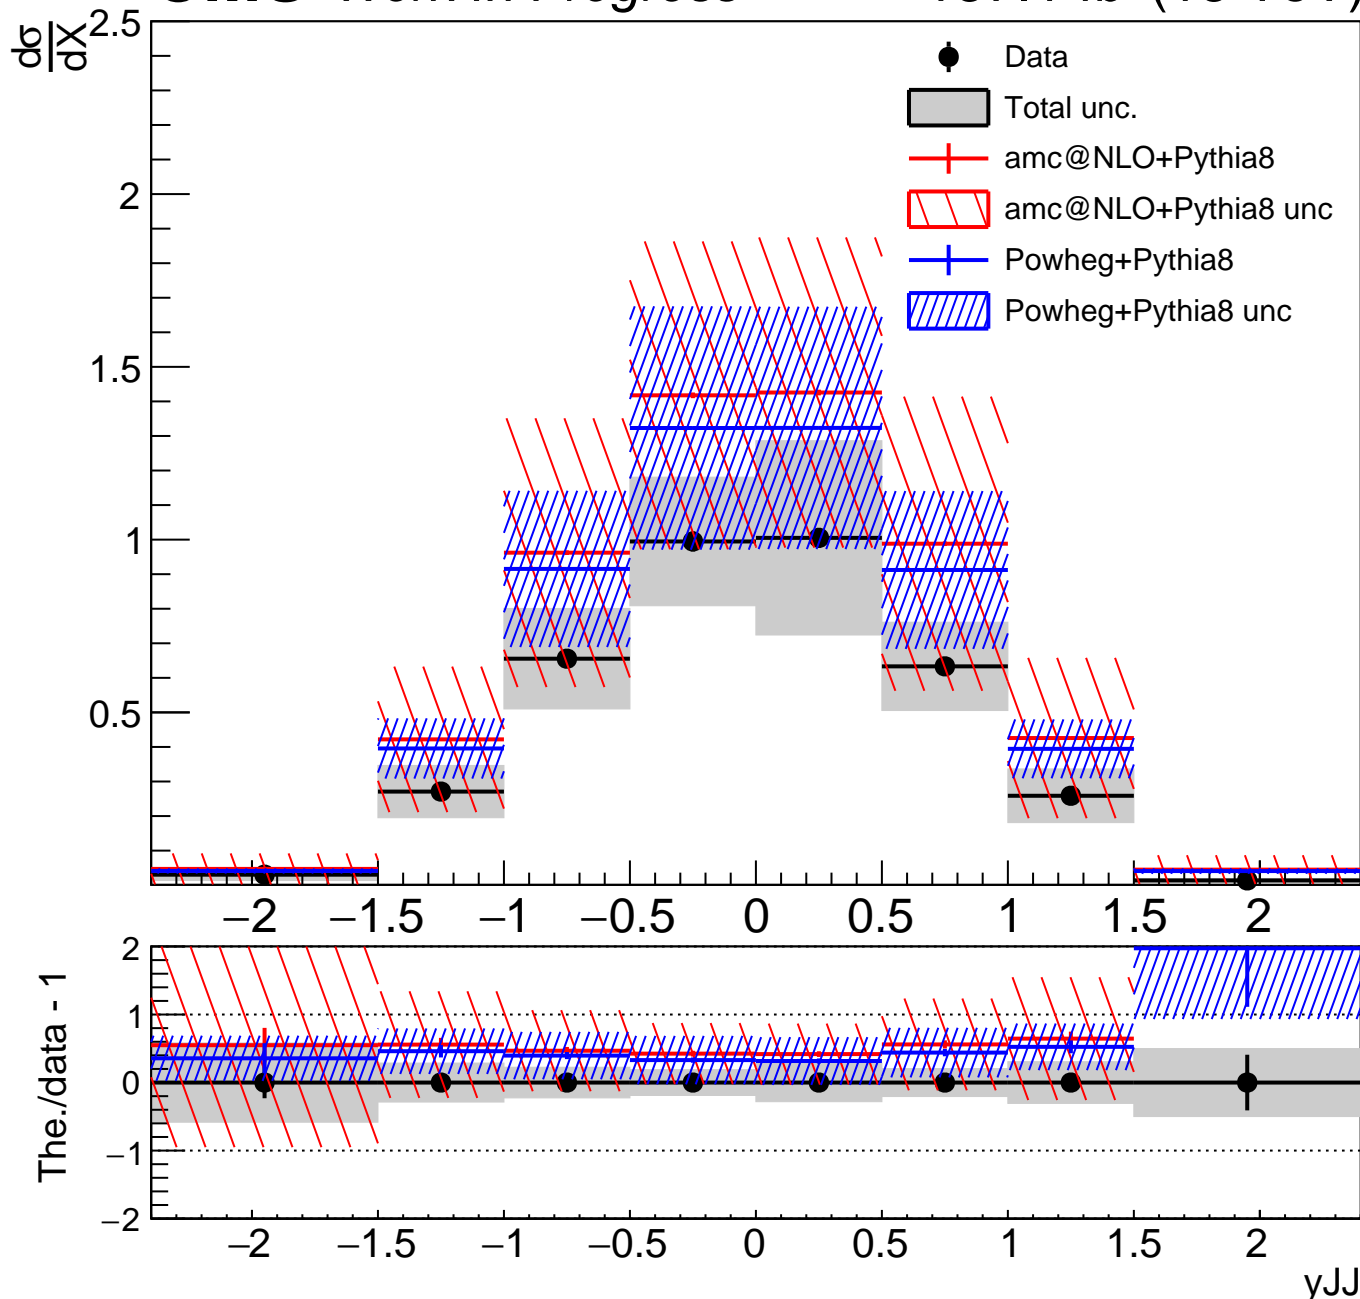 dσ
dX
2.5
2
1.5
1
0.5
Data
Total unc.
amc@NLO+Pythia8
amc@NLO+Pythia8 unc
Powheg+Pythia8
Powheg+Pythia8 unc
−2 −1.5 −1 −0.5 0 0.5 1 1.5 2
The./data - 1
2
1
0
−1
−2
−2 −1.5 −1 −0.5 0 0.5 1 1.5 2
yJJ